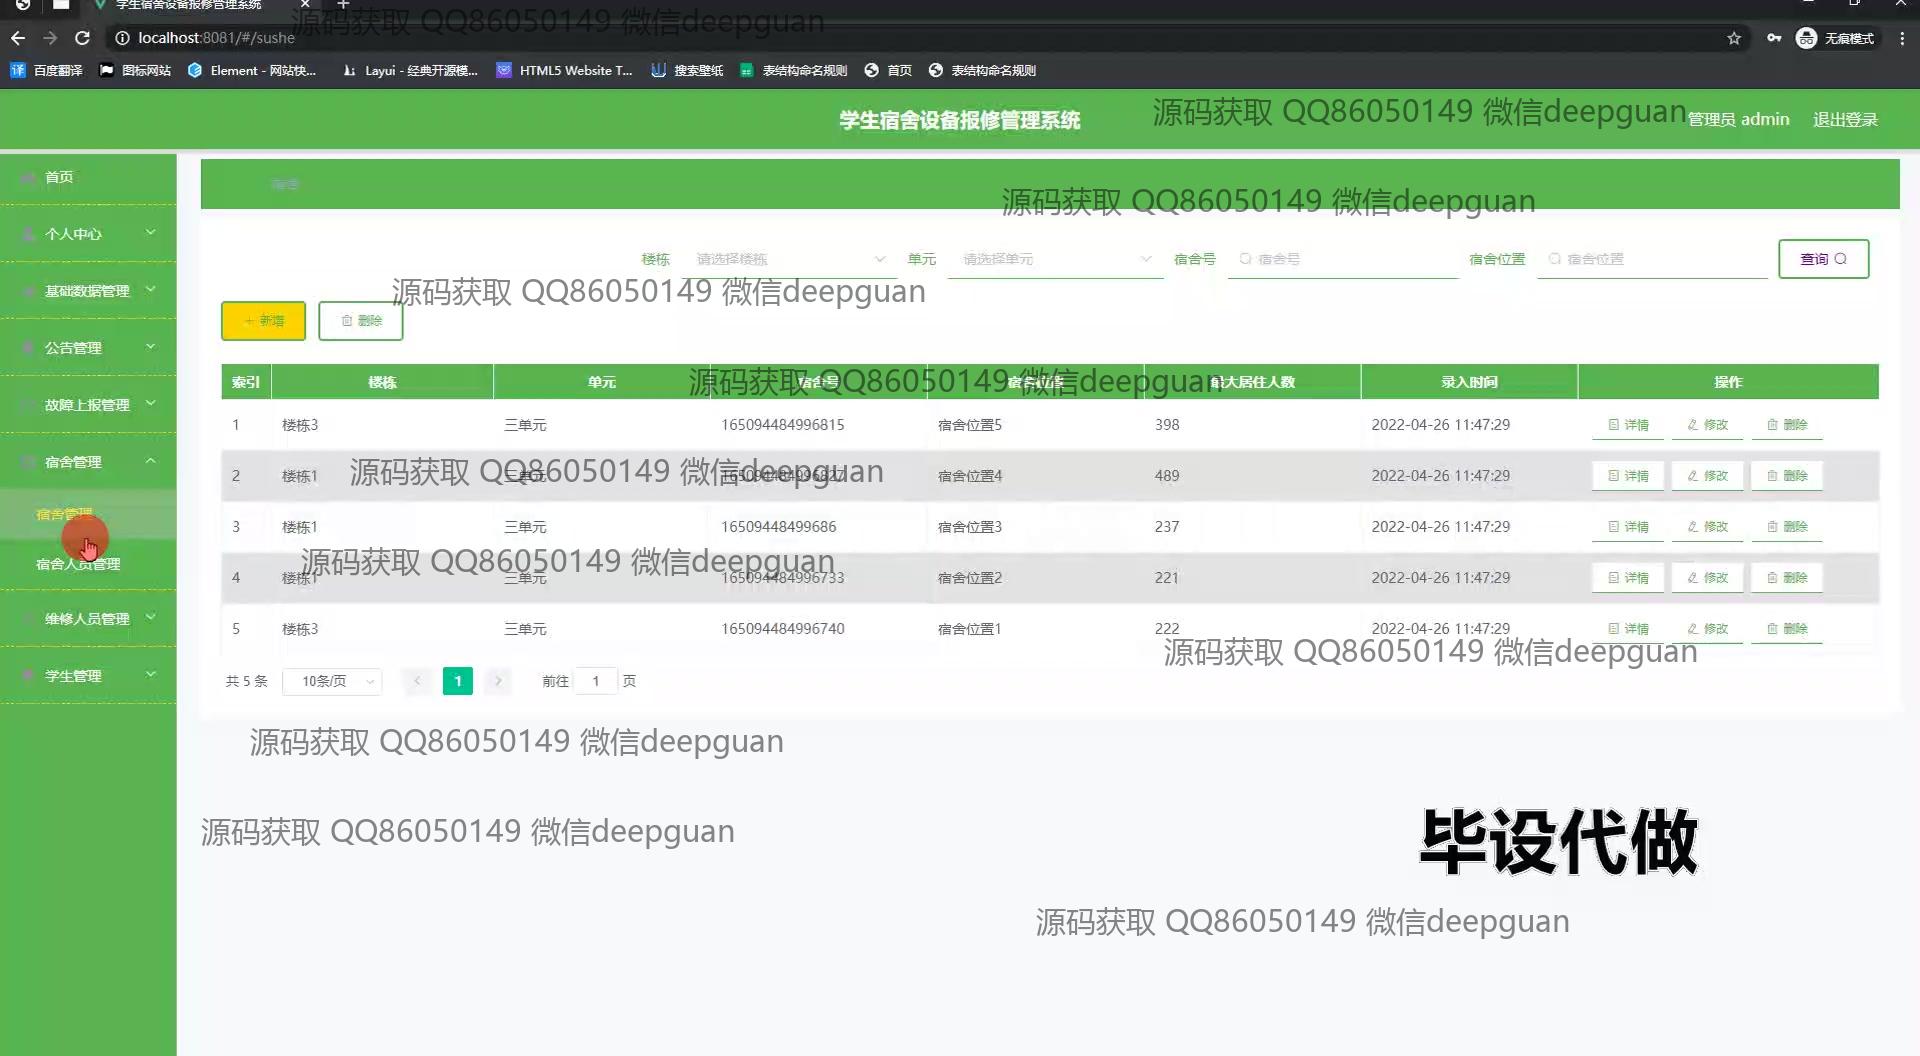 学生宿舍设备报修管理系统
源码获取 QQ86050149 微信deepguan
localhost:8081/#/sushe
无痕模式
百度翻译 图标网站 Element - 网站快... Layui - 经典开源模... HTML5 Website T... 搜索壁纸 表结构命名规则 首页 表结构命名规则
学生宿舍设备报修管理系统
源码获取 QQ86050149 微信deepguan
管理员 admin 退出登录
首页
宿舍
源码获取 QQ86050149 微信deepguan
个人中心
楼栋 请选择楼栋 单元 请选择单元 宿舍号 宿舍号 宿舍位置 宿舍位置 查询
基础数据管理
源码获取 QQ86050149 微信deepguan
+ 新增 删除
公告管理
索引 楼栋 单元 宿舍号 宿舍位置 最大居住人数 录入时间 操作
源码获取 QQ86050149 微信deepguan
故障上报管理
1 楼栋3 三单元 165094484996815 宿舍位置5 398 2022-04-26 11:47:29 详情 修改 删除
宿舍管理
2 楼栋1 三单元 165094484996827 宿舍位置4 489 2022-04-26 11:47:29 详情 修改 删除
源码获取 QQ86050149 微信deepguan
宿舍管理
3 楼栋1 三单元 16509484499686 宿舍位置3 237 2022-04-26 11:47:29 详情 修改 删除
宿舍人员管理
源码获取 QQ86050149 微信deepguan
4 楼栋1 三单元 165094484996733 宿舍位置2 221 2022-04-26 11:47:29 详情 修改 删除
维修人员管理
5 楼栋3 三单元 165094484996740 宿舍位置1 222 2022-04-26 11:47:29 详情 修改 删除
源码获取 QQ86050149 微信deepguan
学生管理
共 5 条 10条/页 1 前往 1 页
源码获取 QQ86050149 微信deepguan
源码获取 QQ86050149 微信deepguan
毕设代做
源码获取 QQ86050149 微信deepguan